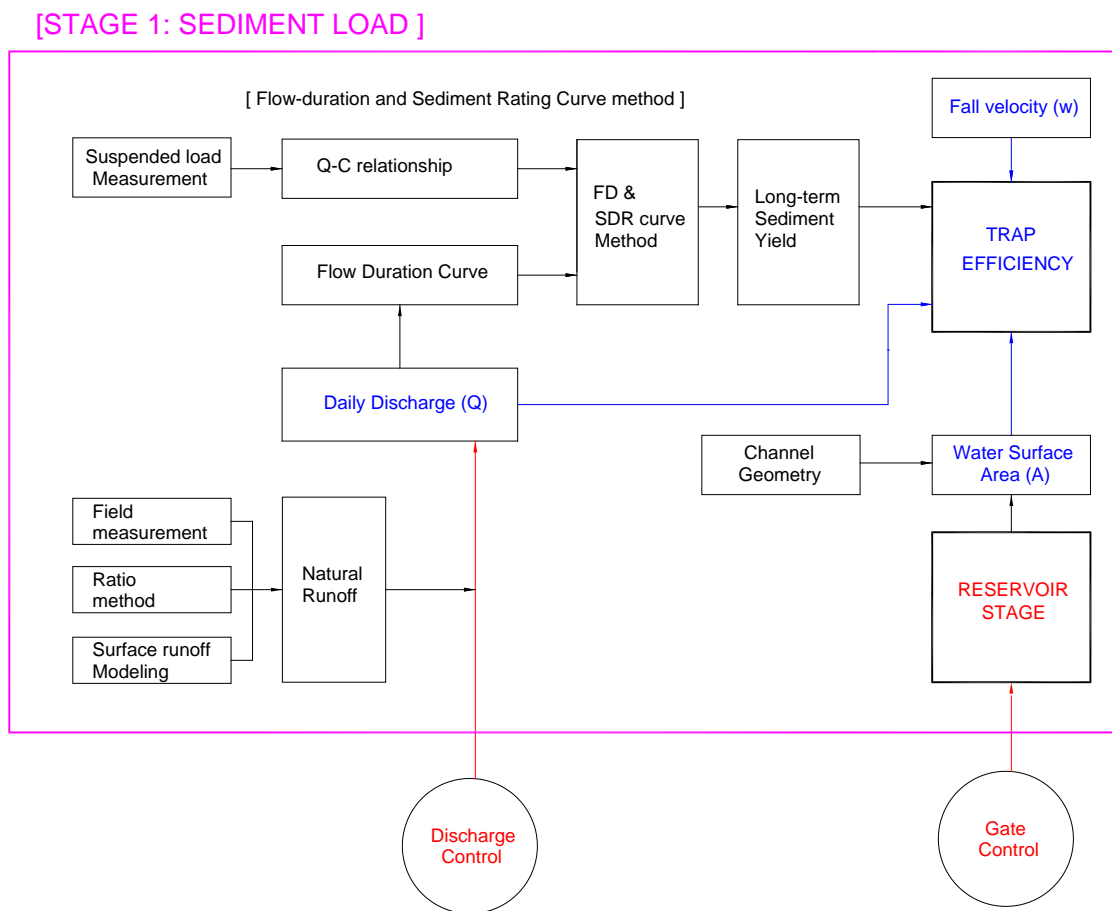 [STAGE 1: SEDIMENT LOAD ]
[ Flow-duration and Sediment Rating Curve method ]
Fall velocity (w)
Suspended load
Measurement
Q-C relationship
FD &
SDR curve
Method
Long-term
Sediment
Yield
TRAP
EFFICIENCY
Flow Duration Curve
Daily Discharge (Q)
Channel
Geometry
Water Surface
Area (A)
Field
measurement
Ratio
method
Surface runoff
Modeling
Natural
Runoff
RESERVOIR
STAGE
Discharge
Control
Gate
Control